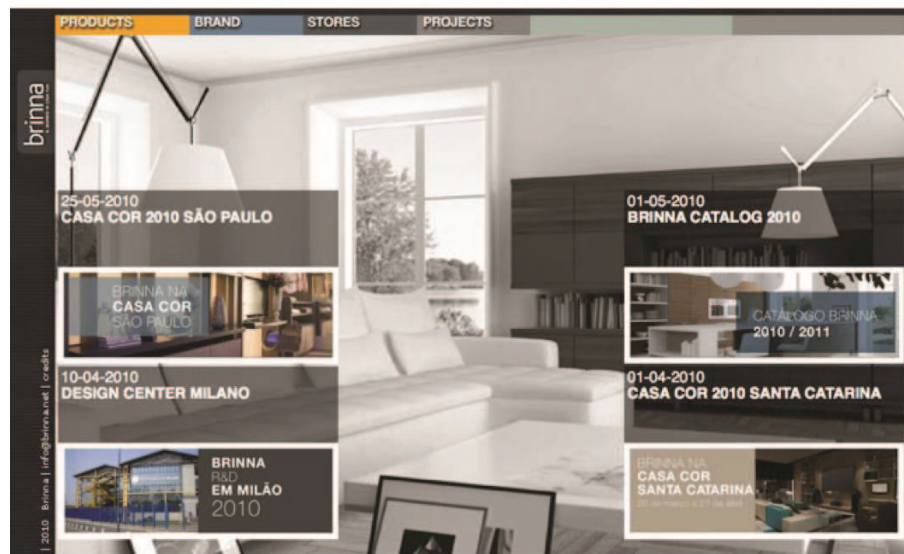 PRODUCTS BRAND STORES PROJECTS
brinna
25-05-2010
CASA COR 2010 SÃO PAULO
BRINNA NA
CASA COR
SÃO PAULO
10-04-2010
DESIGN CENTER MILANO
BRINNA
R&D
EM MILÃO
2010
01-05-2010
BRINNA CATALOG 2010
CATÁLOGO BRINNA
2010 / 2011
01-04-2010
CASA COR 2010 SANTA CATARINA
BRINNA NA
CASA COR
SANTA CATARINA
| 2010 Brinna | info@brinna.net | credits